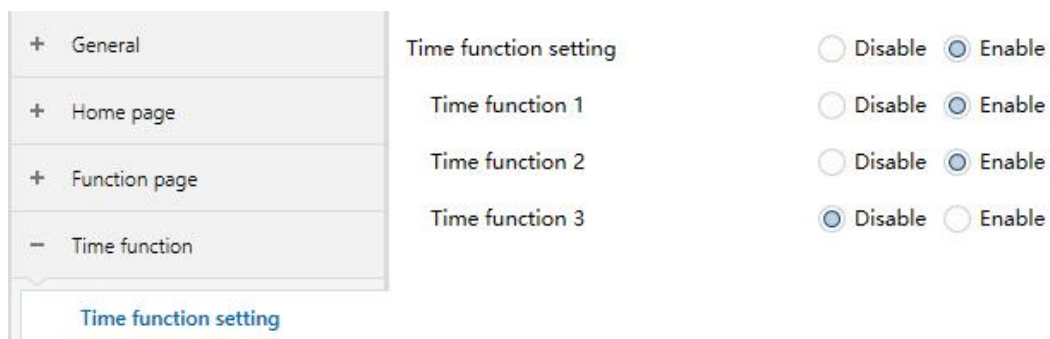 + General
+ Home page
+ Function page
− Time function
Time function setting
Time function setting Disable Enable
Time function 1 Disable Enable
Time function 2 Disable Enable
Time function 3 Disable Enable